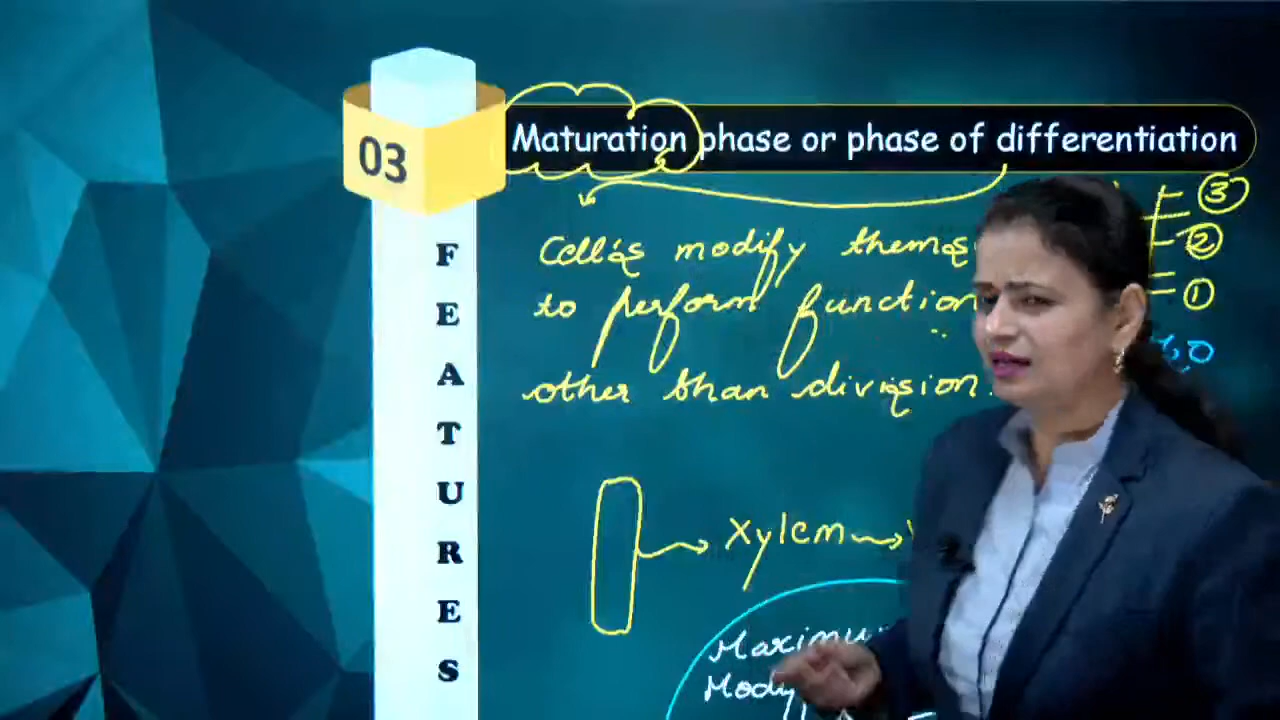 03
Maturation phase or phase of differentiation
FEATURES
Cell's modify
to perform function
other than division.
3
2
1
Xylem